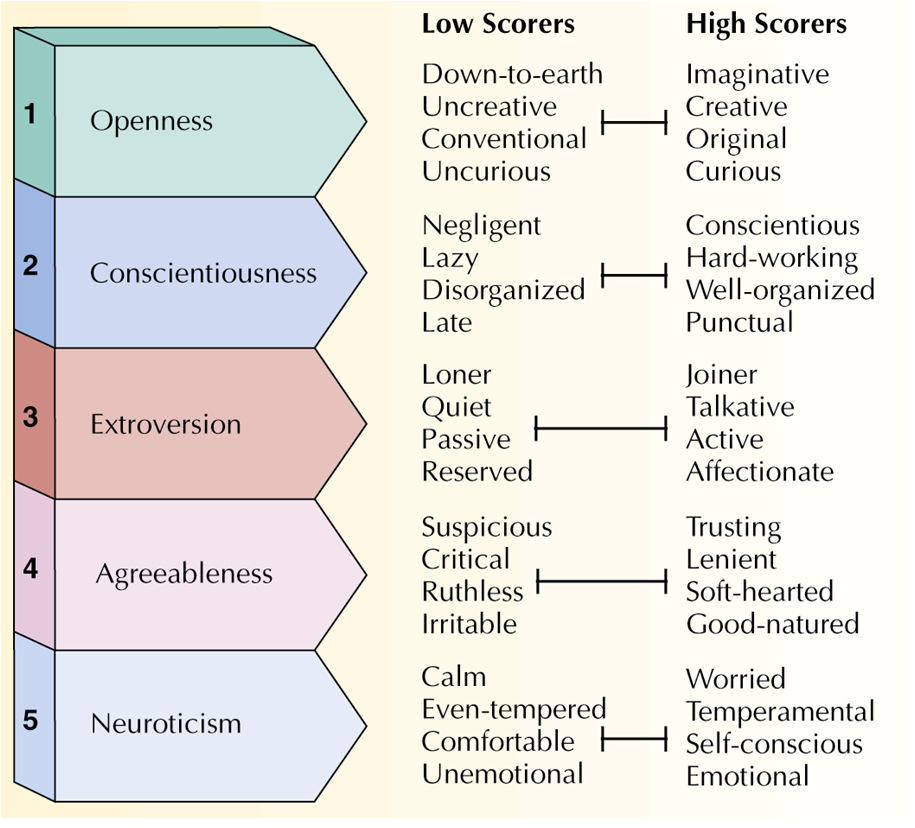 Low Scorers High Scorers
1 Openness
Down-to-earth Imaginative
Uncreative Creative
Conventional Original
Uncurious Curious
2 Conscientiousness
Negligent Conscientious
Lazy Hard-working
Disorganized Well-organized
Late Punctual
3 Extroversion
Loner Joiner
Quiet Talkative
Passive Active
Reserved Affectionate
4 Agreeableness
Suspicious Trusting
Critical Lenient
Ruthless Soft-hearted
Irritable Good-natured
5 Neuroticism
Calm Worried
Even-tempered Temperamental
Comfortable Self-conscious
Unemotional Emotional